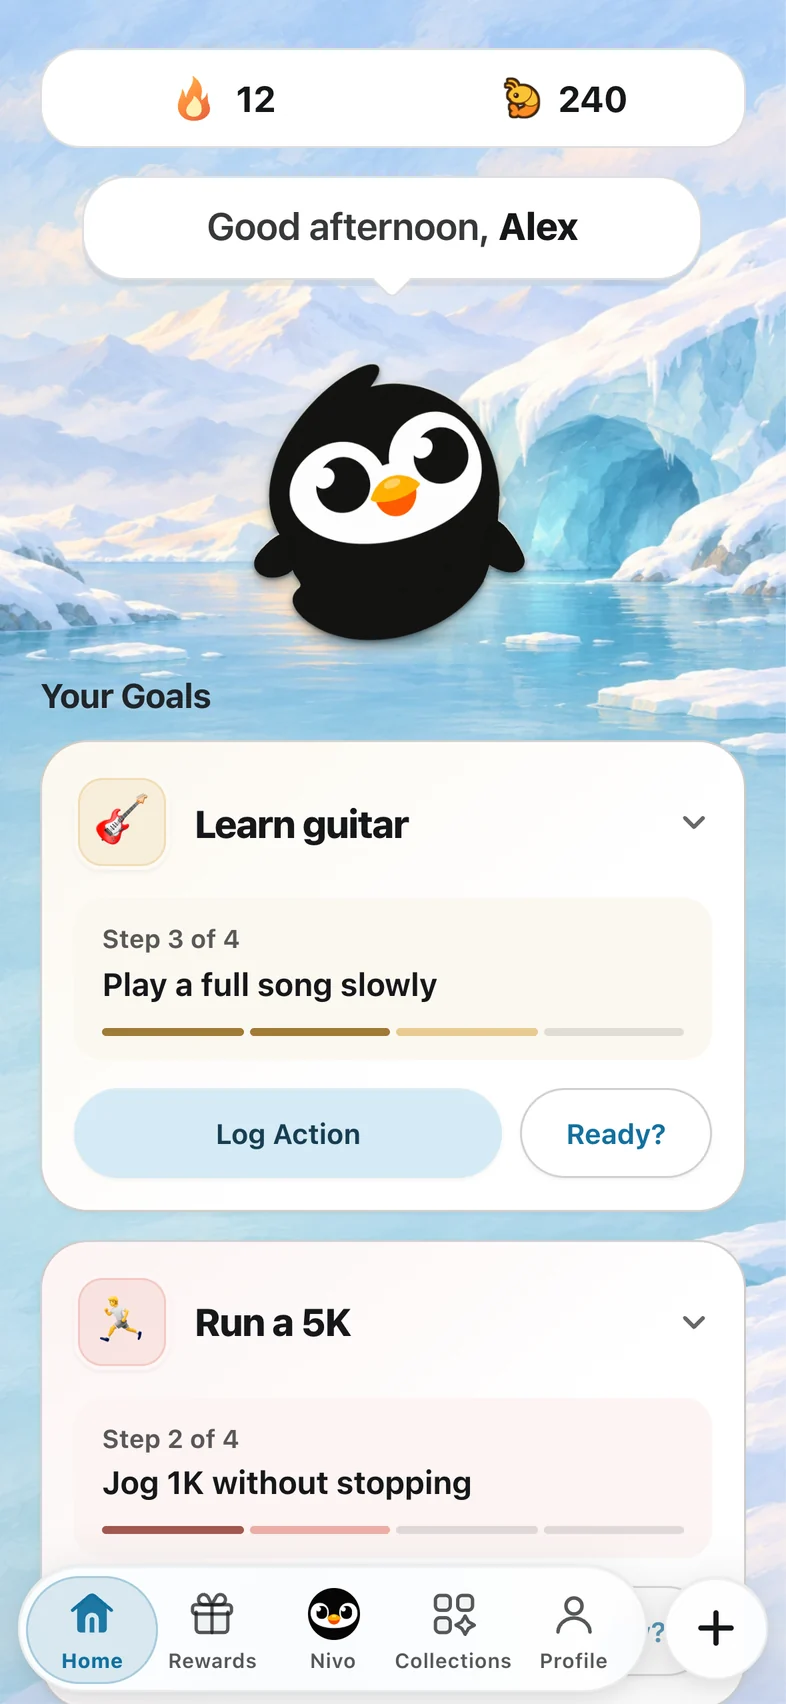 12
240
Good afternoon, Alex
Your Goals
Learn guitar
Step 3 of 4
Play a full song slowly
Log Action
Ready?
Run a 5K
Step 2 of 4
Jog 1K without stopping
Home
Rewards
Nivo
Collections
Profile